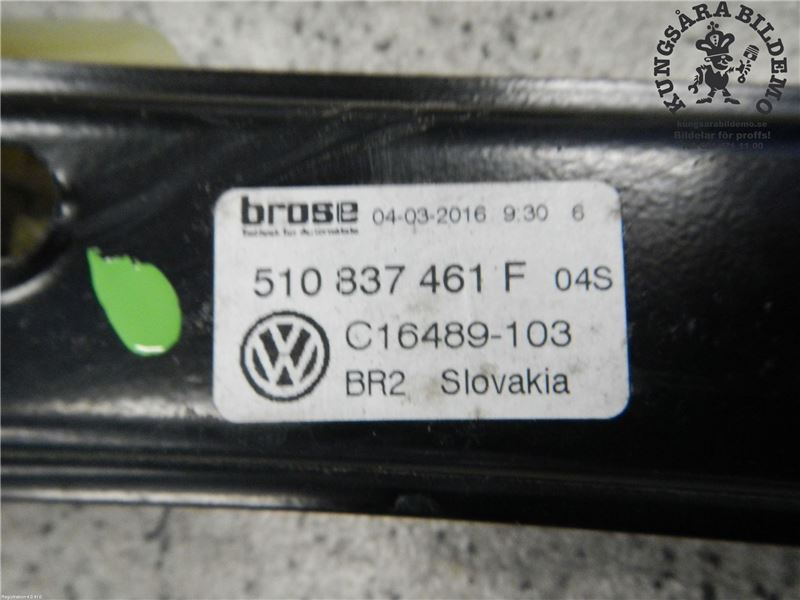 KUNGSÅRA BILDEMO
kungsarabildemo.se
Bildelar för proffs!
brose 04-03-2016 9:30 6
510 837 461 F 04S
C16489-103
BR2 Slovakia